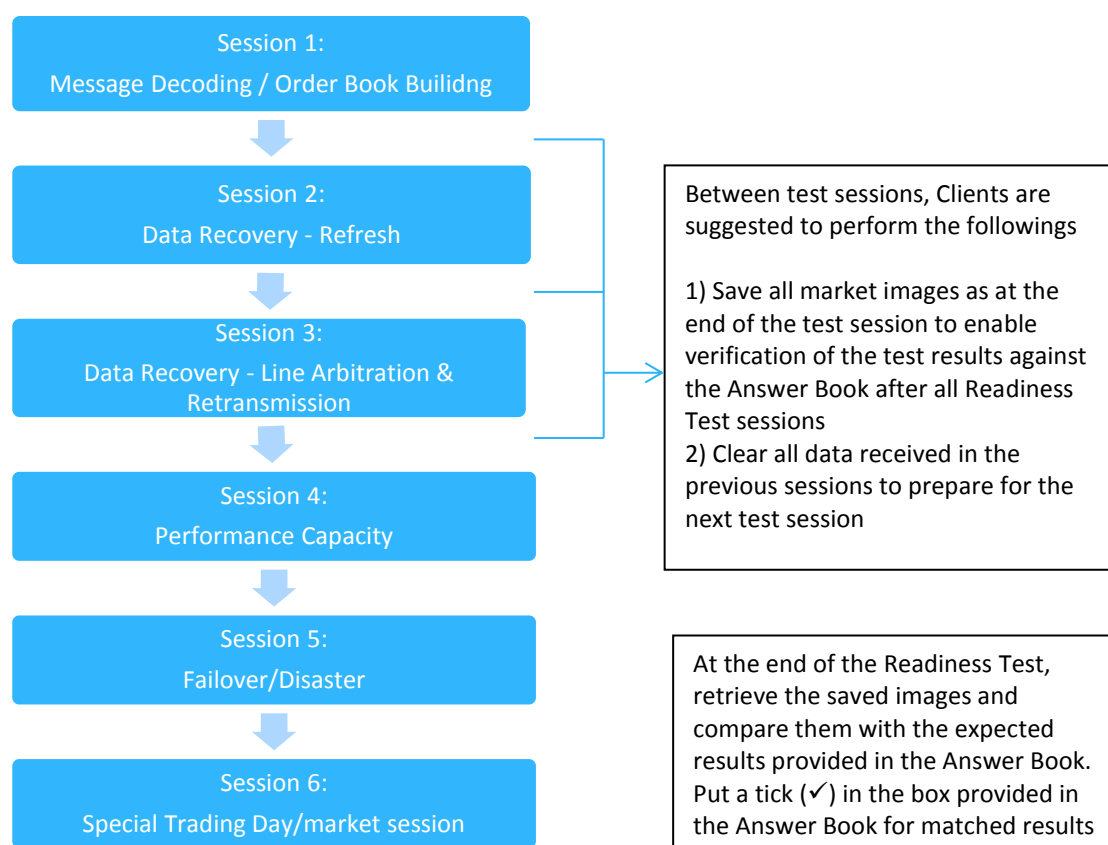 Session 1:
Message Decoding / Order Book Builidng
Session 2:
Data Recovery - Refresh
Session 3:
Data Recovery - Line Arbitration &
Retransmission
Session 4:
Performance Capacity
Session 5:
Failover/Disaster
Session 6:
Special Trading Day/market session
Between test sessions, Clients are
suggested to perform the followings
1) Save all market images as at the
end of the test session to enable
verification of the test results against
the Answer Book after all Readiness
Test sessions
2) Clear all data received in the
previous sessions to prepare for the
next test session
At the end of the Readiness Test,
retrieve the saved images and
compare them with the expected
results provided in the Answer Book.
Put a tick (✓) in the box provided in
the Answer Book for matched results